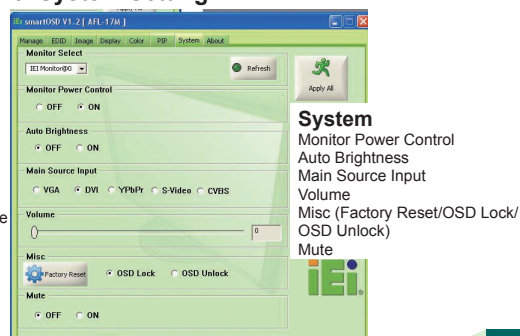 iEi smartOSD V1.2 [ AFL-17M ]
Manage EDID Image Display Color PIP System About
Monitor Select
IEI Monitor@0
Refresh
Apply All
Monitor Power Control
OFF ON
Auto Brightness
OFF ON
Main Source Input
VGA DVI YPbPr S-Video CVBS
Volume
0
Misc
Factory Reset OSD Lock OSD Unlock
Mute
OFF ON
System
Monitor Power Control
Auto Brightness
Main Source Input
Volume
Misc (Factory Reset/OSD Lock/
OSD Unlock)
Mute
iEi